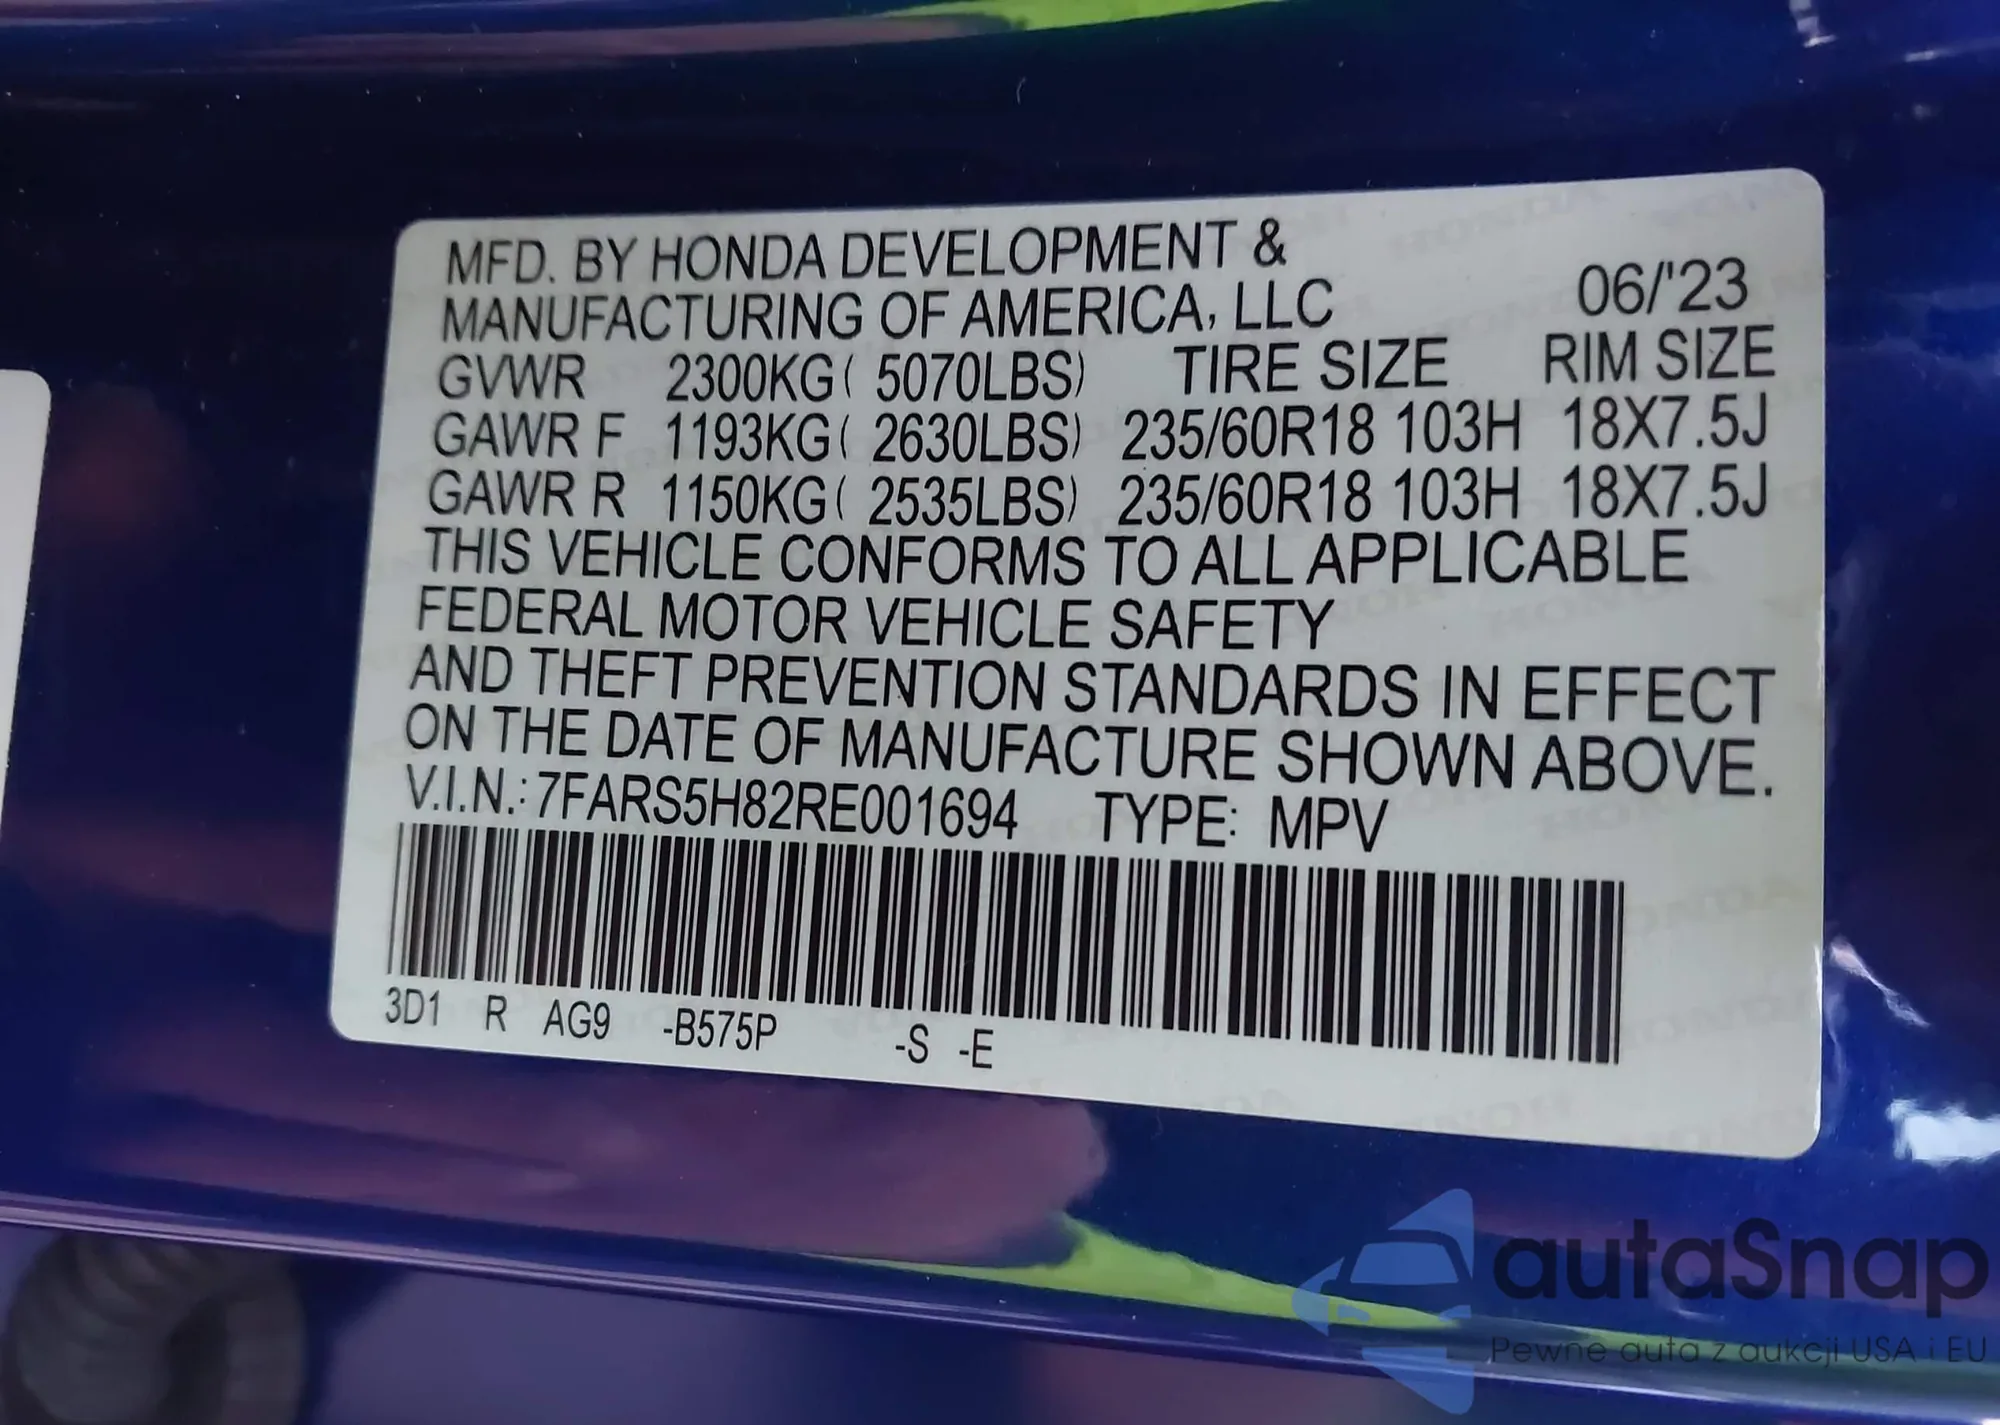 MFD. BY HONDA DEVELOPMENT &
MANUFACTURING OF AMERICA, LLC 06/'23
GVWR 2300KG( 5070LBS) TIRE SIZE RIM SIZE
GAWR F 1193KG( 2630LBS) 235/60R18 103H 18X7.5J
GAWR R 1150KG( 2535LBS) 235/60R18 103H 18X7.5J
THIS VEHICLE CONFORMS TO ALL APPLICABLE
FEDERAL MOTOR VEHICLE SAFETY
AND THEFT PREVENTION STANDARDS IN EFFECT
ON THE DATE OF MANUFACTURE SHOWN ABOVE.
V.I.N.: 7FARS5H82RE001694 TYPE: MPV
3D1 R AG9 -B575P -S -E
autaSnap
Pewne auta z aukcji USA i EU